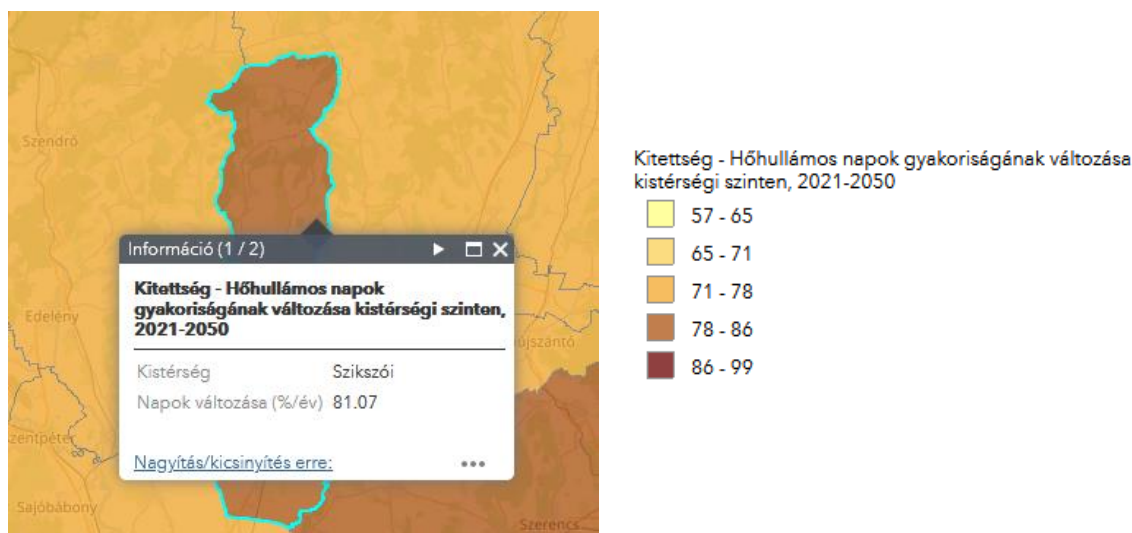 Szendrő
Információ (1 / 2)
Kitettség - Hőhullámos napok
gyakoriságának változása kistérségi szinten,
2021-2050
Kistérség Szikszói
Napok változása (%/év) 81.07
Nagyítás/kicsinyítés erre:
Edelény
újszántó
zentpéter
Sajóbábony
Szerencs
Kitettség - Hőhullámos napok gyakoriságának változása
kistérségi szinten, 2021-2050
57 - 65
65 - 71
71 - 78
78 - 86
86 - 99